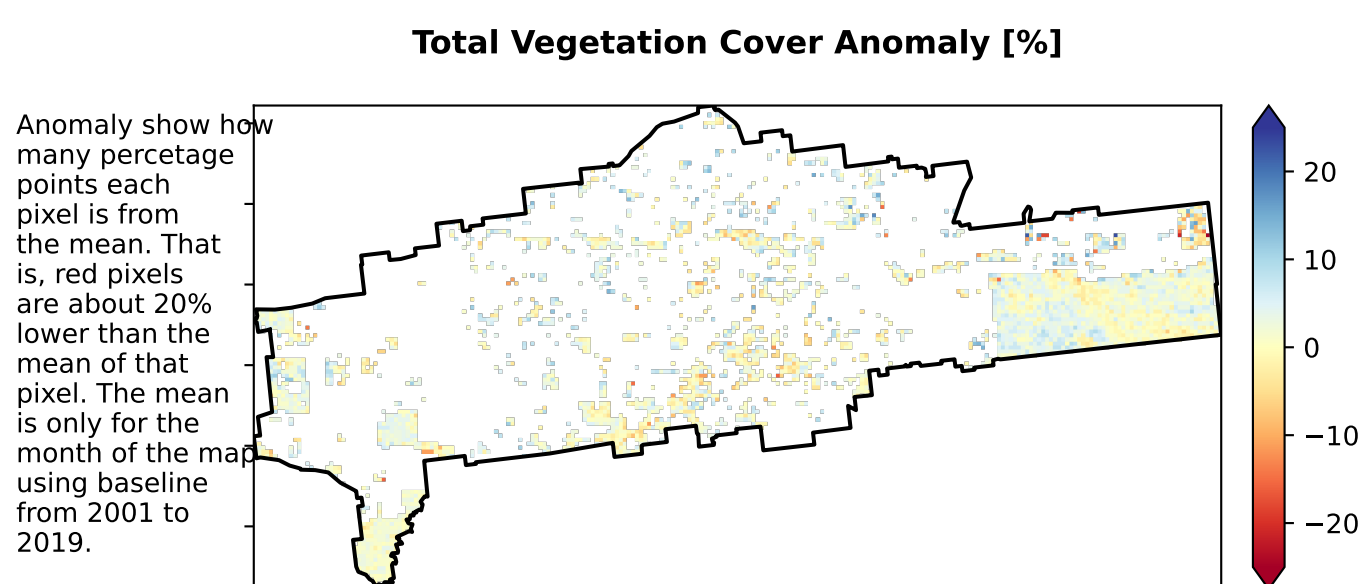 Total Vegetation Cover Anomaly [%]
Anomaly show how
many percetage
points each
pixel is from
the mean. That
is, red pixels
are about 20%
lower than the
mean of that
pixel. The mean
is only for the
month of the map
using baseline
from 2001 to
2019.
20
10
0
−10
−20